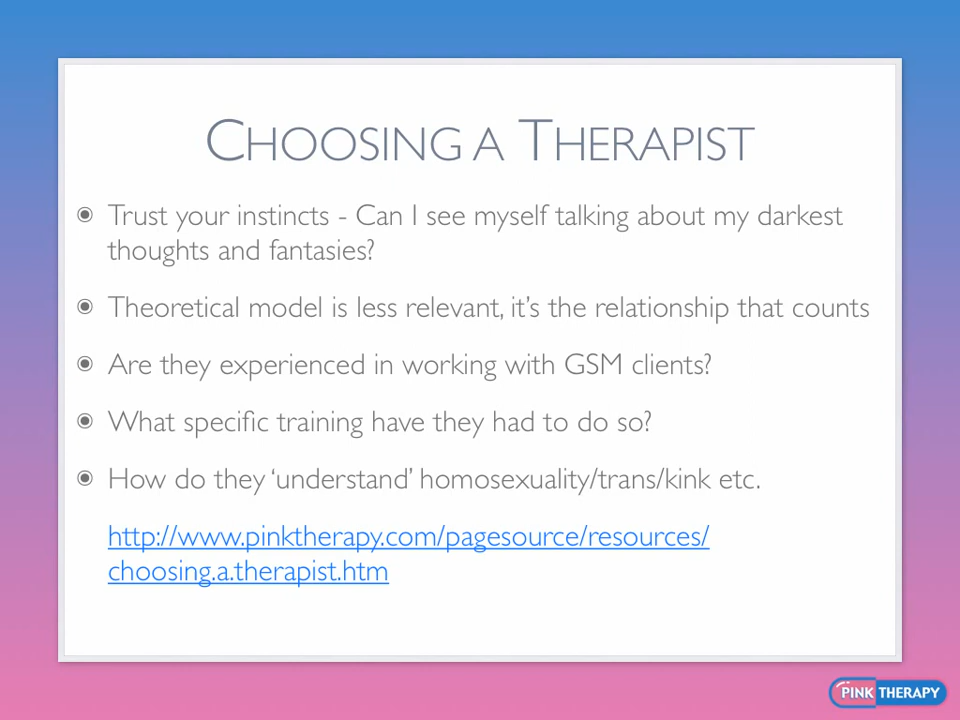 CHOOSING A THERAPIST
Trust your instincts - Can I see myself talking about my darkest
thoughts and fantasies?
Theoretical model is less relevant, it's the relationship that counts
Are they experienced in working with GSM clients?
What specific training have they had to do so?
How do they ‘understand’ homosexuality/trans/kink etc.
http://www.pinktherapy.com/pagesource/resources/
choosing.a.therapist.htm
PINK THERAPY